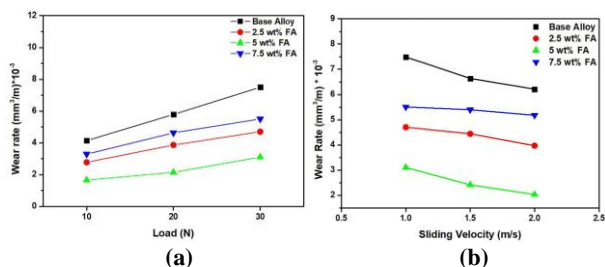 12
10
8
6
4
2
0
10
20
30
Wear rate (mm³/m)*10⁻³
Load (N)
Base Alloy
2.5 wt% FA
5 wt% FA
7.5 wt% FA
(a)
9
8
7
6
5
4
3
2
0.5
1.0
1.5
2.0
2.5
Wear Rate (mm³/m) * 10⁻³
Sliding Velocity (m/s)
Base Alloy
2.5 wt% FA
5 wt% FA
7.5 wt% FA
(b)